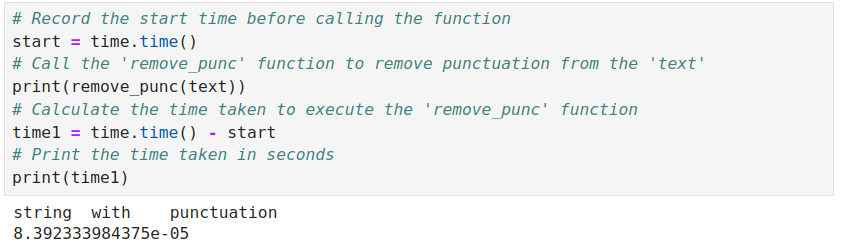 # Record the start time before calling the function
start = time.time()
# Call the 'remove_punc' function to remove punctuation from the 'text'
print(remove_punc(text))
# Calculate the time taken to execute the 'remove_punc' function
time1 = time.time() - start
# Print the time taken in seconds
print(time1)
string  with    punctuation
8.392333984375e-05